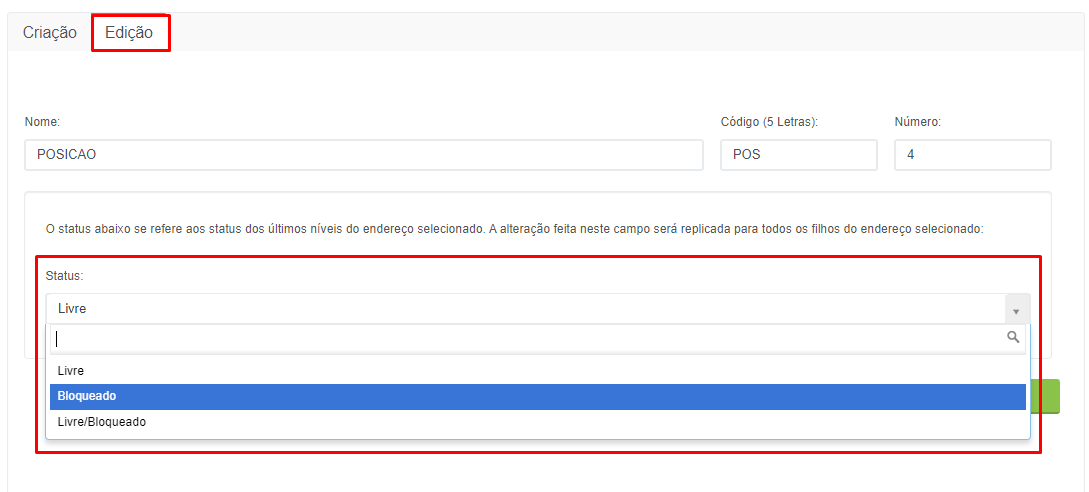 Criação Edição
Nome: Código (5 Letras): Número:
POSICAO POS 4
O status abaixo se refere aos status dos últimos níveis do endereço selecionado. A alteração feita neste campo será replicada para todos os filhos do endereço selecionado:
Status:
Livre
Livre
Bloqueado
Livre/Bloqueado